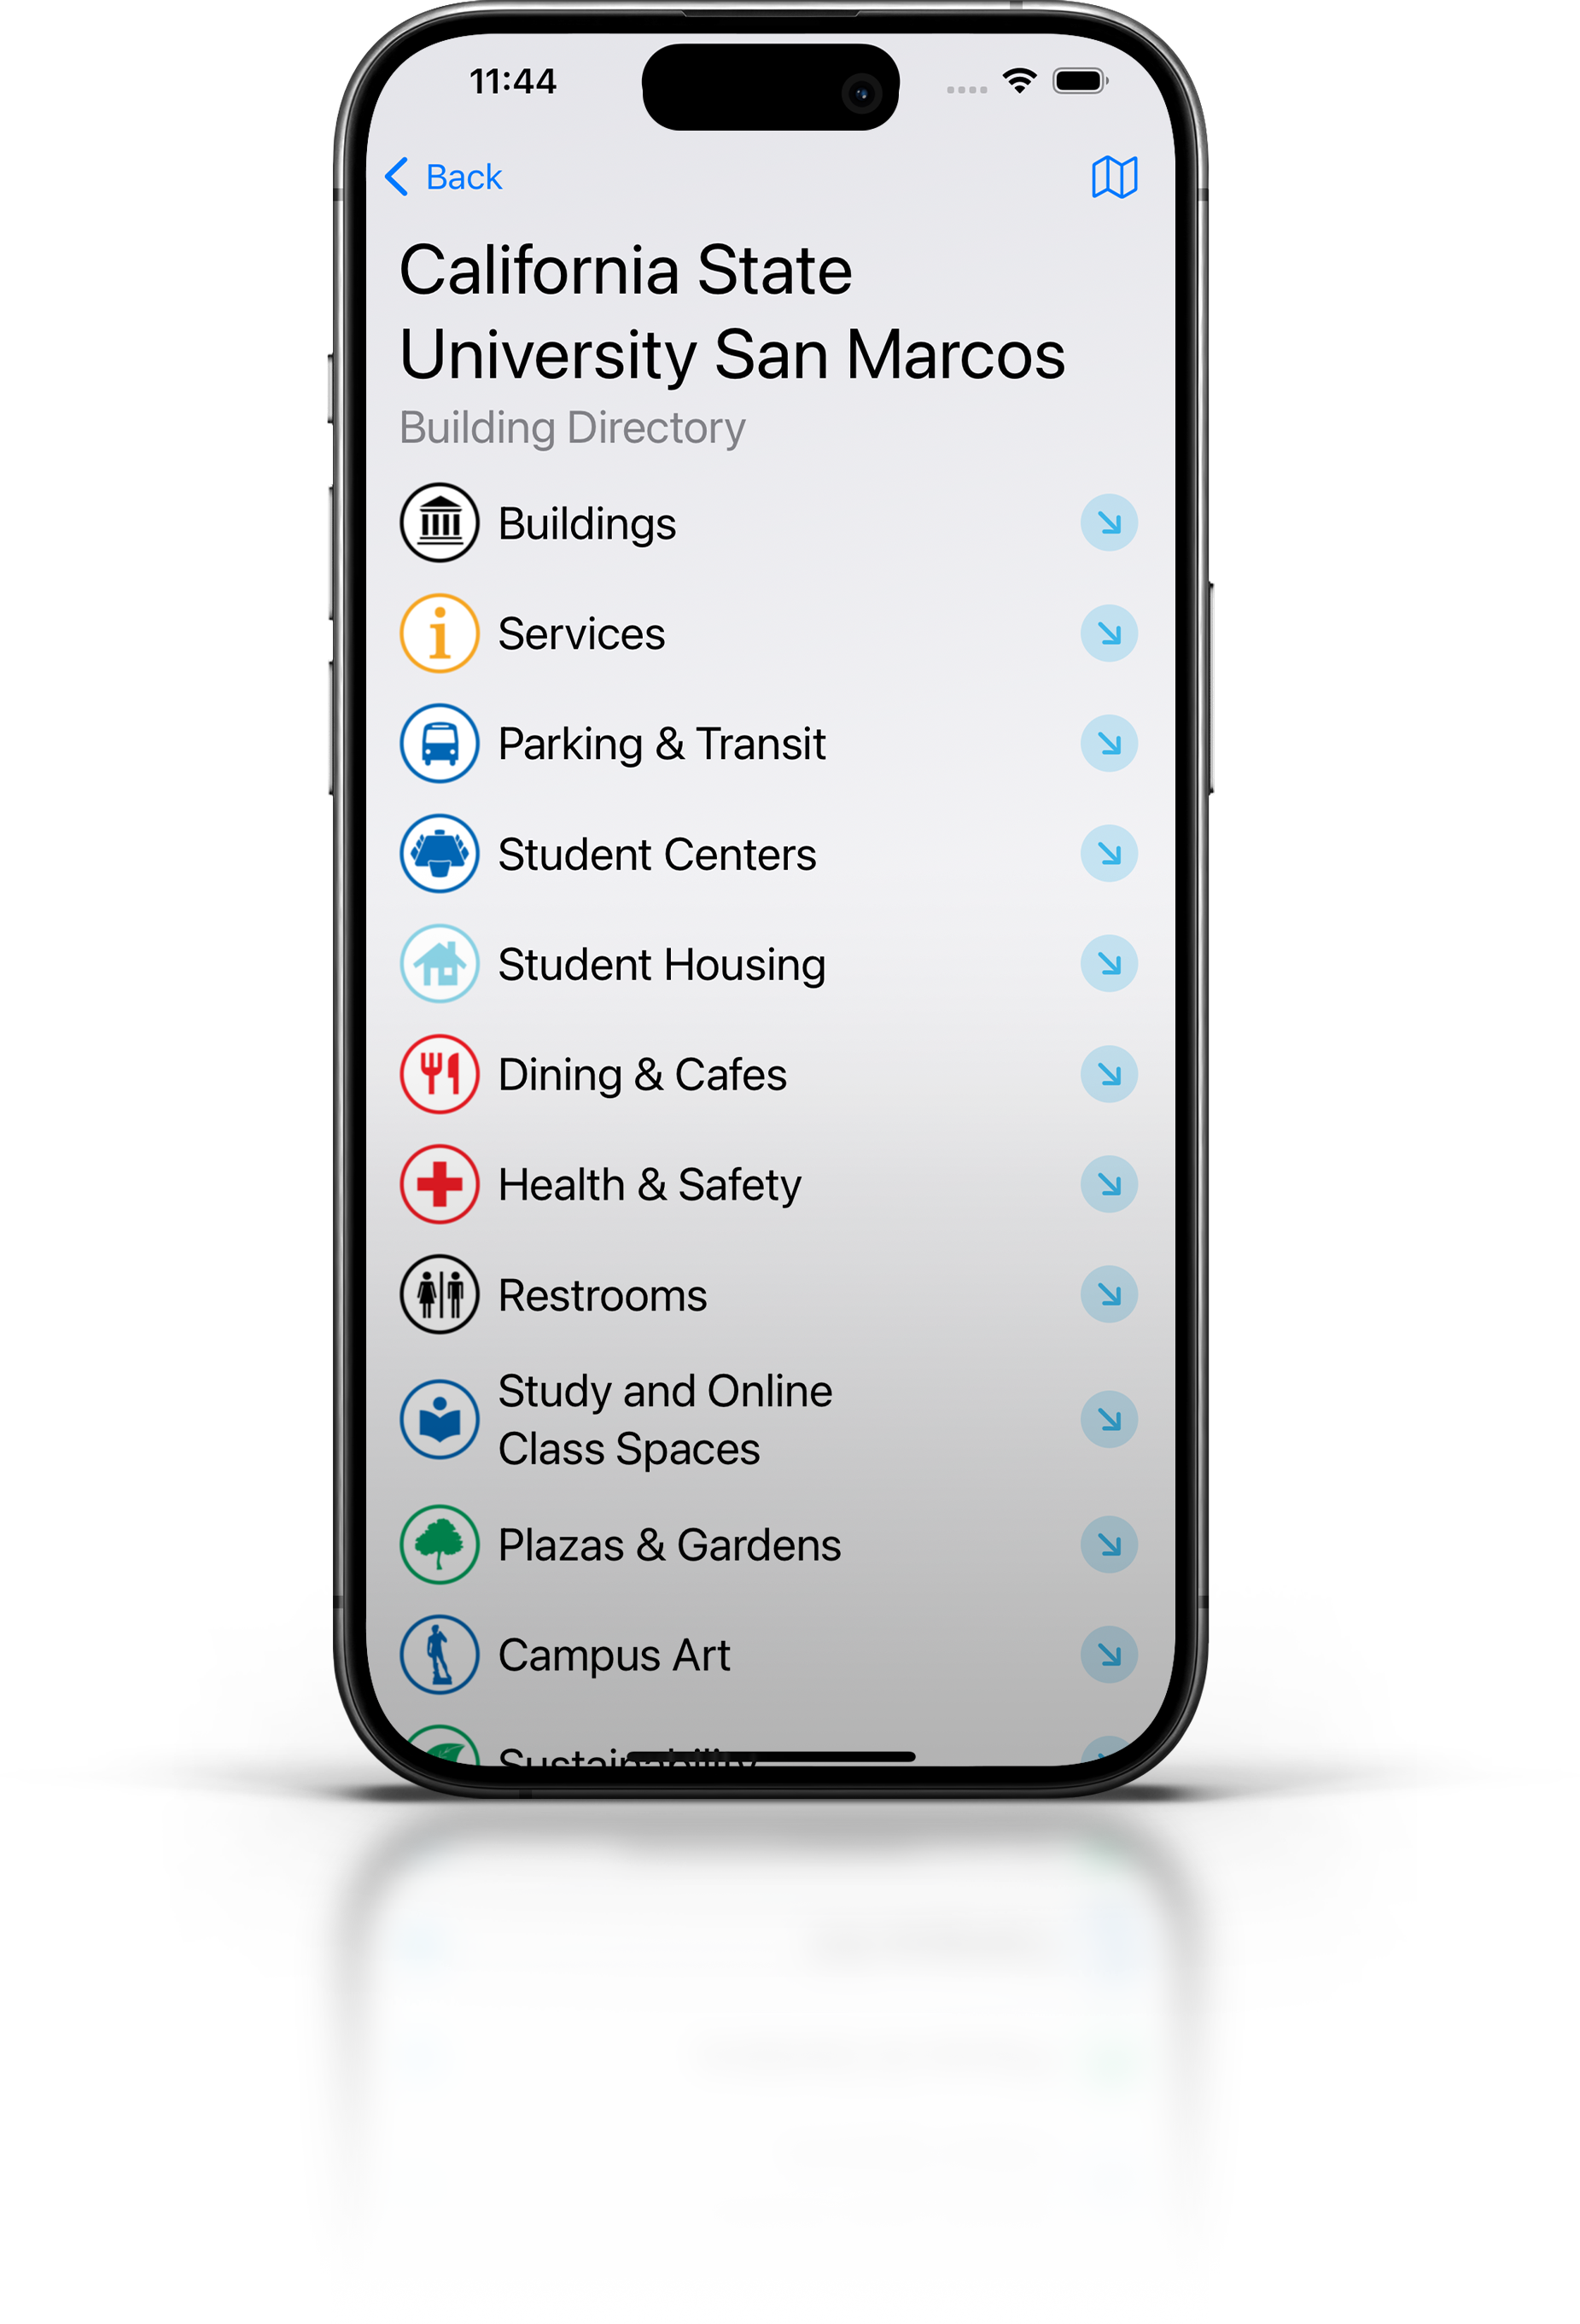 11:44
Back
California State
University San Marcos
Building Directory
Buildings
Services
Parking & Transit
Student Centers
Student Housing
Dining & Cafes
Health & Safety
Restrooms
Study and Online
Class Spaces
Plazas & Gardens
Campus Art
Sustainability